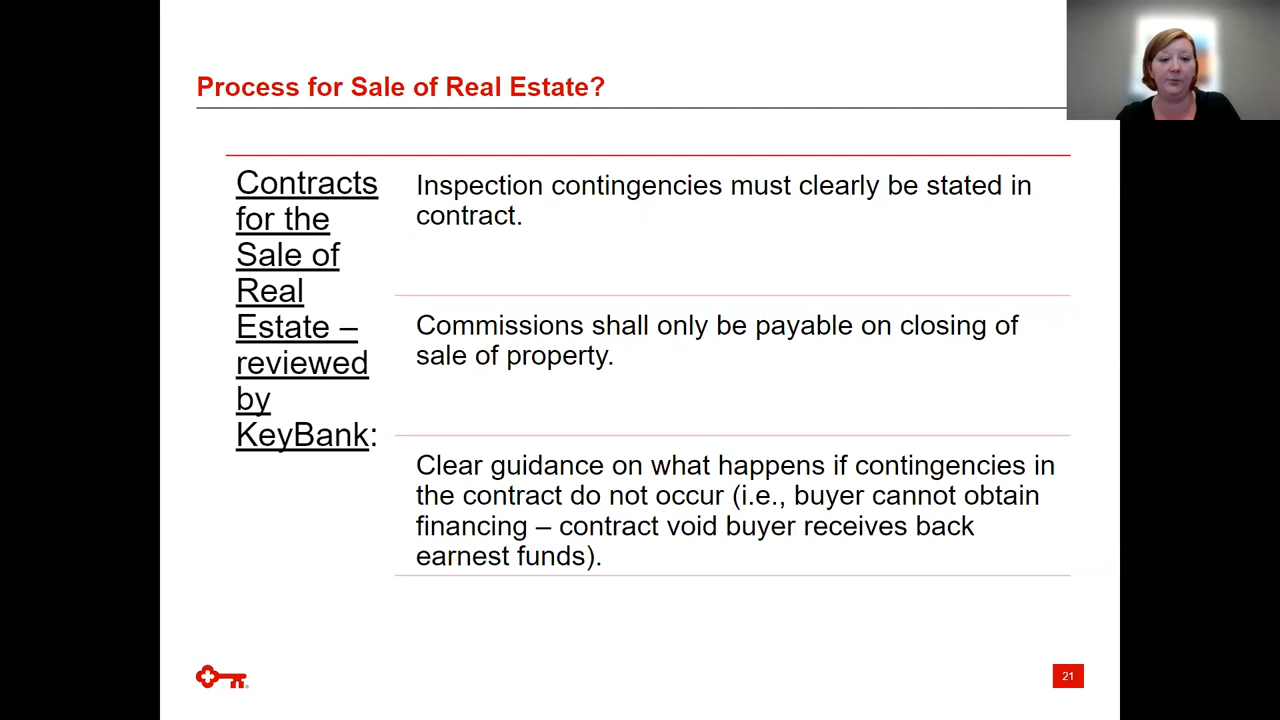 Process for Sale of Real Estate?
Contracts
for the
Sale of
Real
Estate –
reviewed
by
KeyBank:
Inspection contingencies must clearly be stated in
contract.
Commissions shall only be payable on closing of
sale of property.
Clear guidance on what happens if contingencies in
the contract do not occur (i.e., buyer cannot obtain
financing – contract void buyer receives back
earnest funds).
21